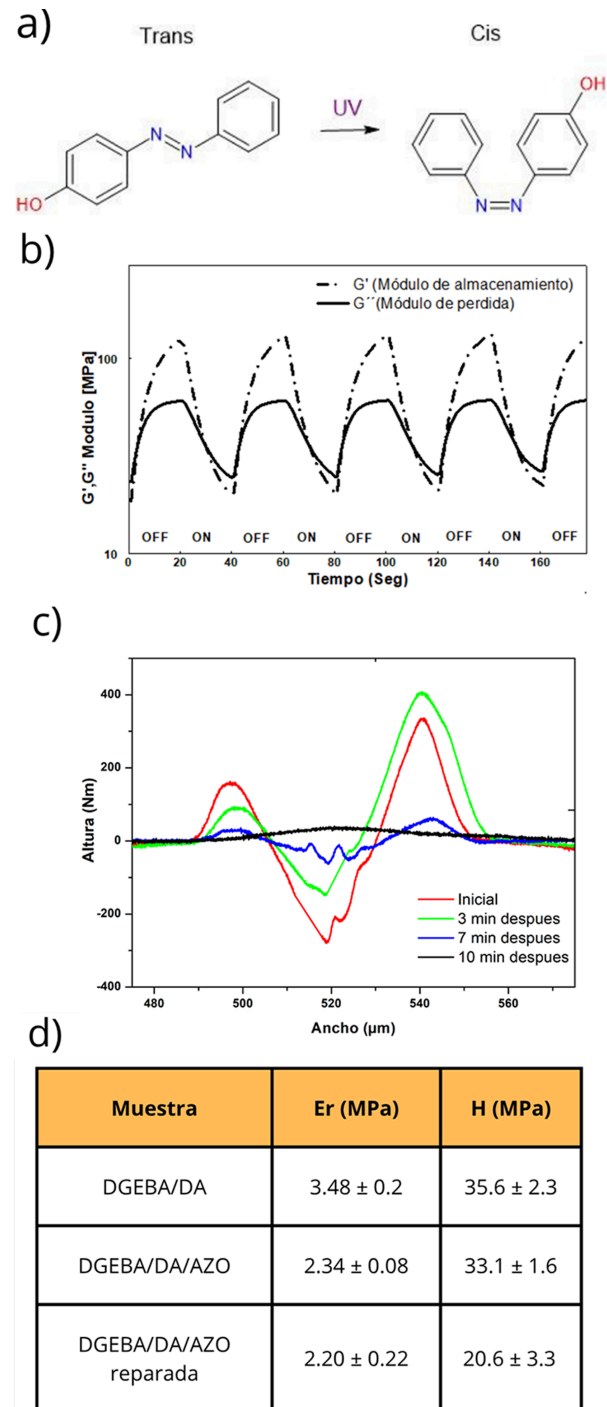 a)
Trans
Cis
UV
HO
N
N
OH
N
N
b)
G' (Módulo de almacenamiento)
G´´(Módulo de perdida)
G',G'' Modulo [MPa]
100
10
OFF ON OFF ON OFF ON OFF ON OFF
0 20 40 60 80 100 120 140 160
Tiempo (Seg)
c)
Altura (Nm)
400
200
0
-200
-400
Inicial
3 min despues
7 min despues
10 min despues
480 500 520 540 560
Ancho (µm)
d)
Muestra Er (MPa) H (MPa)
DGEBA/DA 3.48 ± 0.2 35.6 ± 2.3
DGEBA/DA/AZO 2.34 ± 0.08 33.1 ± 1.6
DGEBA/DA/AZO
reparada 2.20 ± 0.22 20.6 ± 3.3